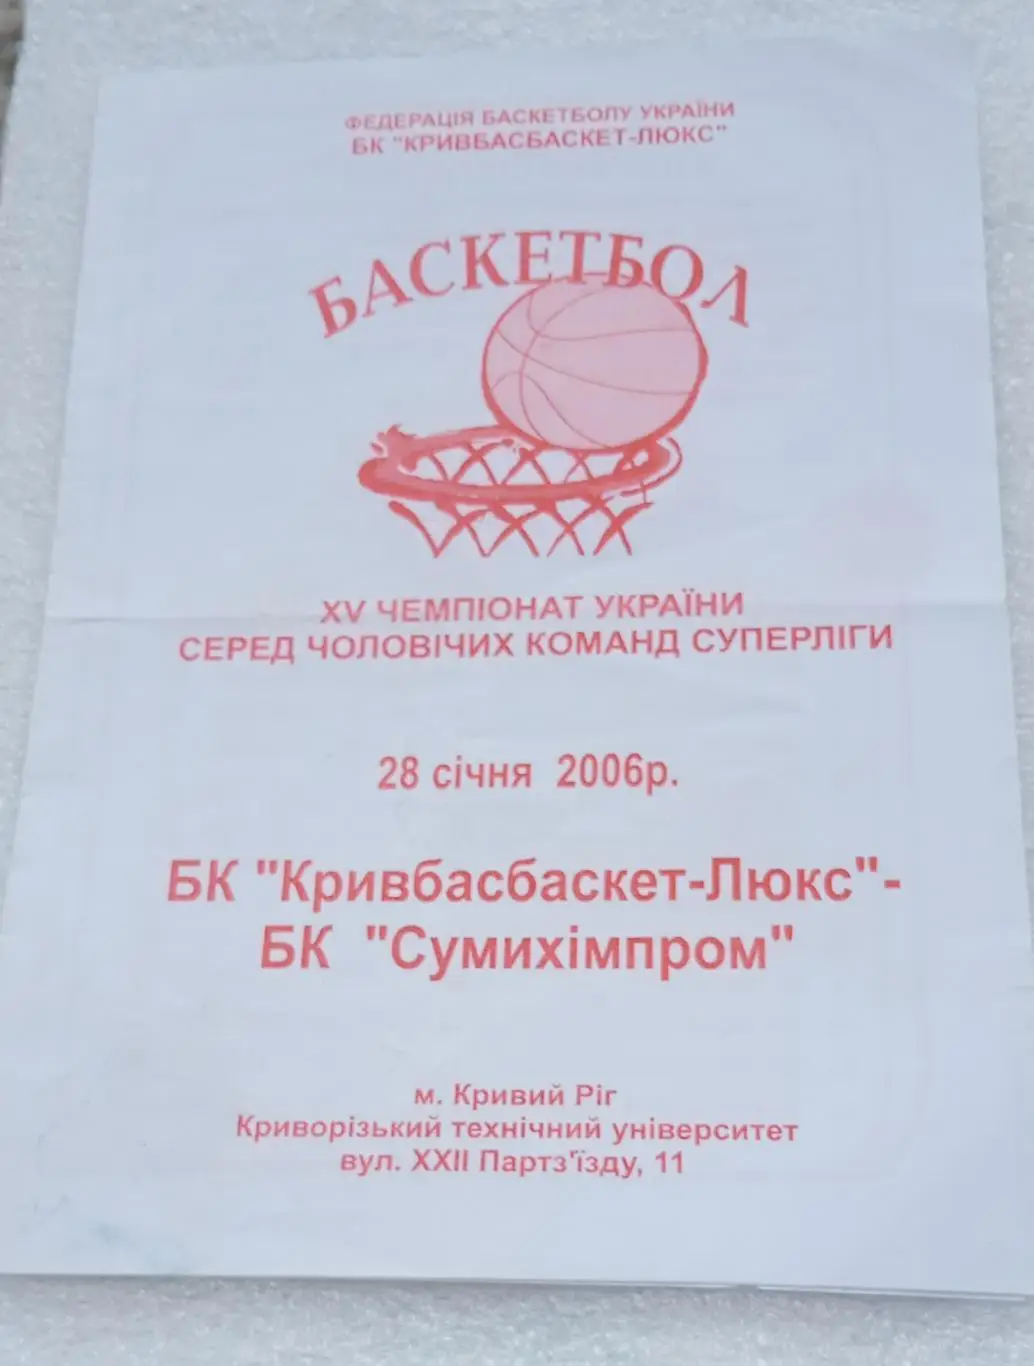 ФЕДЕРАЦІЯ БАСКЕТБОЛУ УКРАЇНИ
БК "КРИВБАСБАСКЕТ-ЛЮКС"
БАСКЕТБОЛ
XV ЧЕМПІОНАТ УКРАЇНИ
СЕРЕД ЧОЛОВІЧИХ КОМАНД СУПЕРЛІГИ
28 січня 2006р.
БК "Кривбасбаскет-Люкс"-
БК "Сумихімпром"
м. Кривий Ріг
Криворізький технічний університет
вул. XXII Партз'їзду, 11